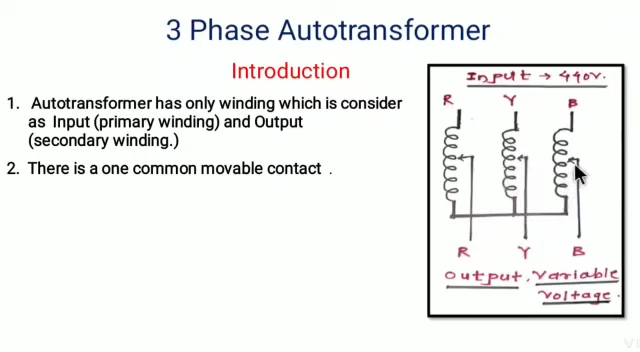 3 Phase Autotransformer
Introduction
1. Autotransformer has only winding which is consider
as Input (primary winding) and Output
(secondary winding.)
2. There is a one common movable contact .
Input → 440V.
R Y B
R Y B
Output, Variable
Voltage.